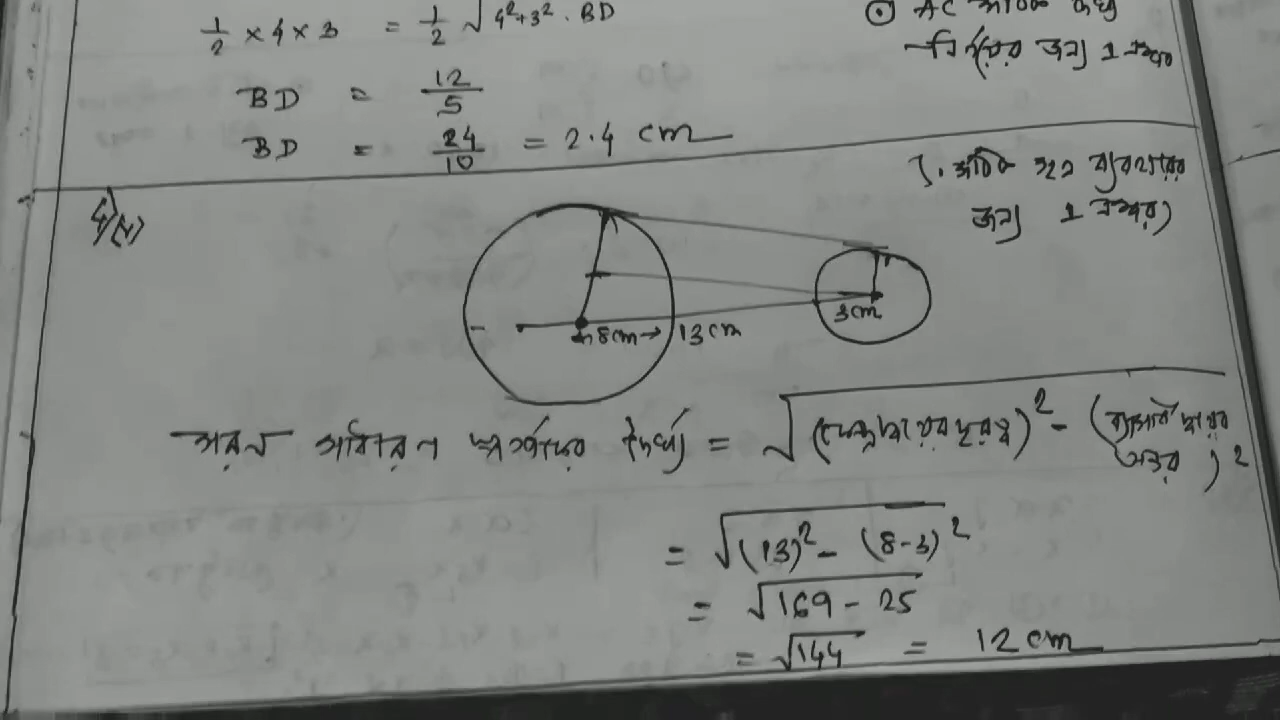 1/2 × 4 × 3 = 1/2 √4²+3² . BD
BD = 12/5
BD = 24/10 = 2.4 cm
AC
নির্ণয়ের জন্য 1 নম্বর
সঠিক সূত্র ব্যবহারের
জন্য 1 নম্বর)
8cm→ 13cm
3cm
সরল সাধারণ স্পর্শকের দৈর্ঘ্য = √(কেন্দ্রদ্বয়ের দূরত্ব)² - (ব্যাসার্ধদ্বয়ের
অন্তর)²
= √(13)² - (8-3)²
= √169 - 25
= √144 = 12 cm